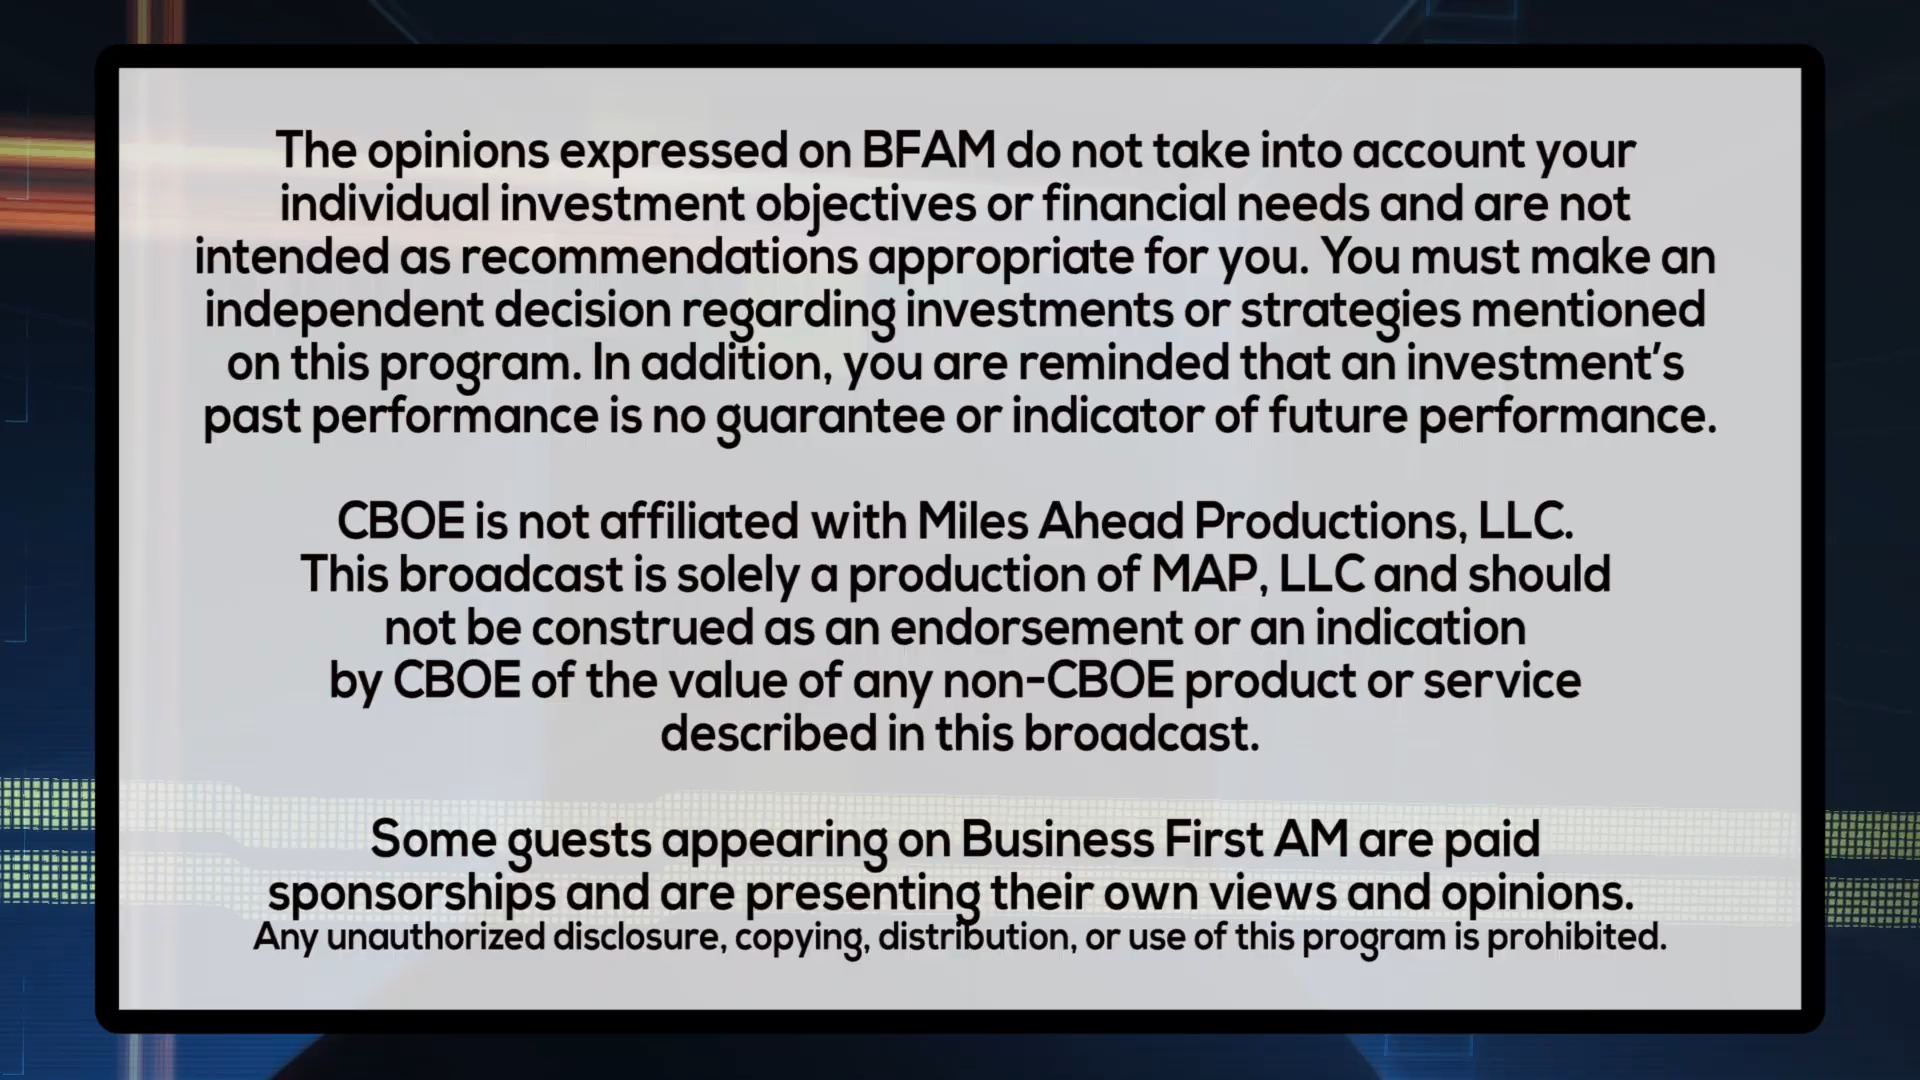 The opinions expressed on BFAM do not take into account your
individual investment objectives or financial needs and are not
intended as recommendations appropriate for you. You must make an
independent decision regarding investments or strategies mentioned
on this program. In addition, you are reminded that an investment’s
past performance is no guarantee or indicator of future performance.
CBOE is not affiliated with Miles Ahead Productions, LLC.
This broadcast is solely a production of MAP, LLC and should
not be construed as an endorsement or an indication
by CBOE of the value of any non-CBOE product or service
described in this broadcast.
Some guests appearing on Business First AM are paid
sponsorships and are presenting their own views and opinions.
Any unauthorized disclosure, copying, distribution, or use of this program is prohibited.